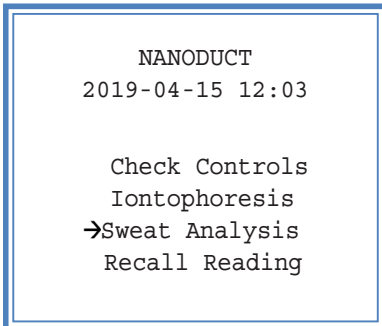 NANODUCT
2019-04-15 12:03
Check Controls
Iontophoresis
→Sweat Analysis
Recall Reading